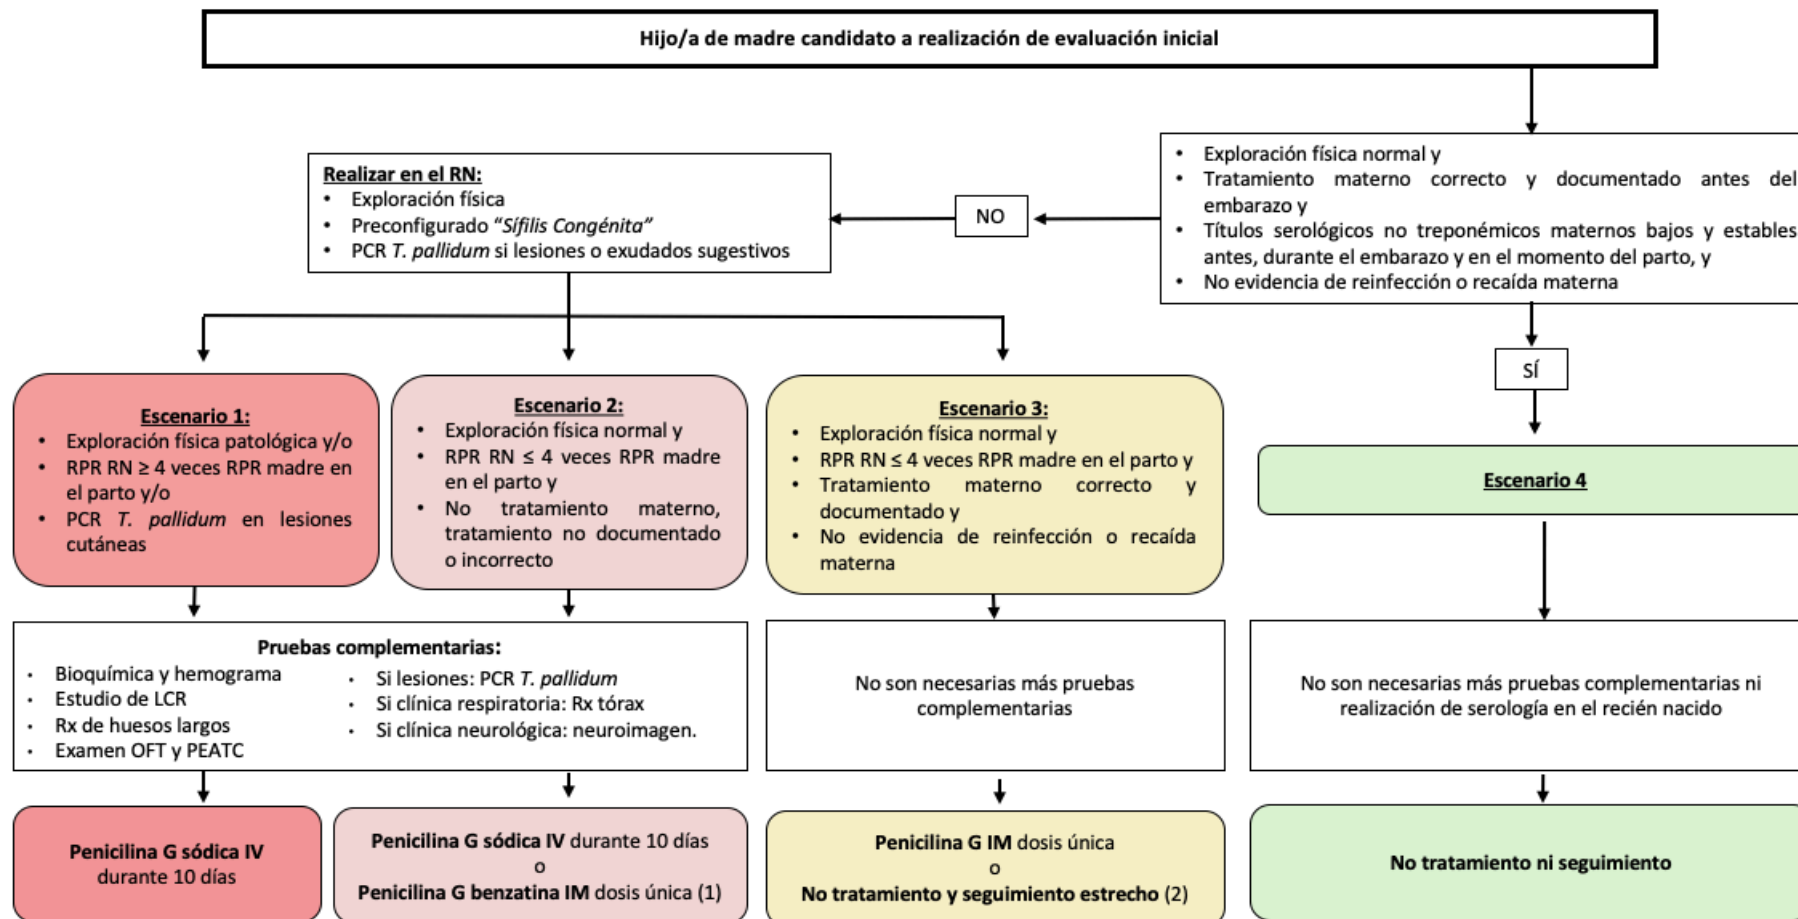 Hijo/a de madre candidato a realización de evaluación inicial
• Exploración física normal y
• Tratamiento materno correcto y documentado antes del
embarazo y
• Títulos serológicos no treponémicos maternos bajos y estables
antes, durante el embarazo y en el momento del parto, y
• No evidencia de reinfección o recaída materna
NO
Realizar en el RN:
• Exploración física
• Preconfigurado “Sífilis Congénita”
• PCR T. pallidum si lesiones o exudados sugestivos
SÍ
Escenario 1:
• Exploración física patológica y/o
• RPR RN ≥ 4 veces RPR madre en
el parto y/o
• PCR T. pallidum en lesiones
cutáneas
Escenario 2:
• Exploración física normal y
• RPR RN ≤ 4 veces RPR madre
en el parto y
• No tratamiento materno,
tratamiento no documentado
o incorrecto
Escenario 3:
• Exploración física normal y
• RPR RN ≤ 4 veces RPR madre en el parto y
• Tratamiento materno correcto y
documentado y
• No evidencia de reinfección o recaída
materna
Escenario 4
Pruebas complementarias:
• Bioquímica y hemograma
• Estudio de LCR
• Rx de huesos largos
• Examen OFT y PEATC
• Si lesiones: PCR T. pallidum
• Si clínica respiratoria: Rx tórax
• Si clínica neurológica: neuroimagen.
No son necesarias más pruebas
complementarias
No son necesarias más pruebas complementarias ni
realización de serología en el recién nacido
Penicilina G sódica IV
durante 10 días
Penicilina G sódica IV durante 10 días
o
Penicilina G benzatina IM dosis única (1)
Penicilina G IM dosis única
o
No tratamiento y seguimiento estrecho (2)
No tratamiento ni seguimiento